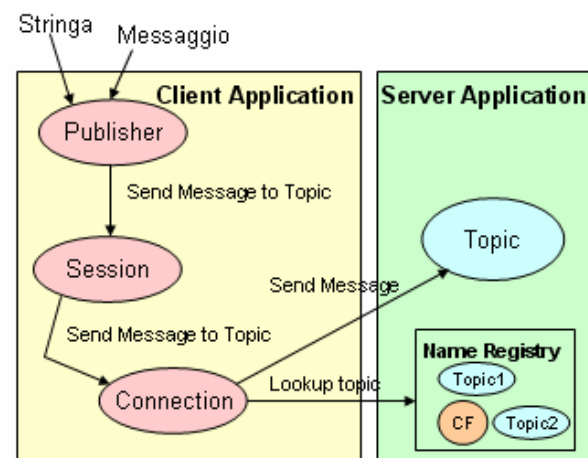 Stringa
Messaggio
Client Application
Server Application
Publisher
Send Message to Topic
Session
Topic
Send Message
Send Message to Topic
Name Registry
Lookup topic
Topic1
Connection
CF
Topic2